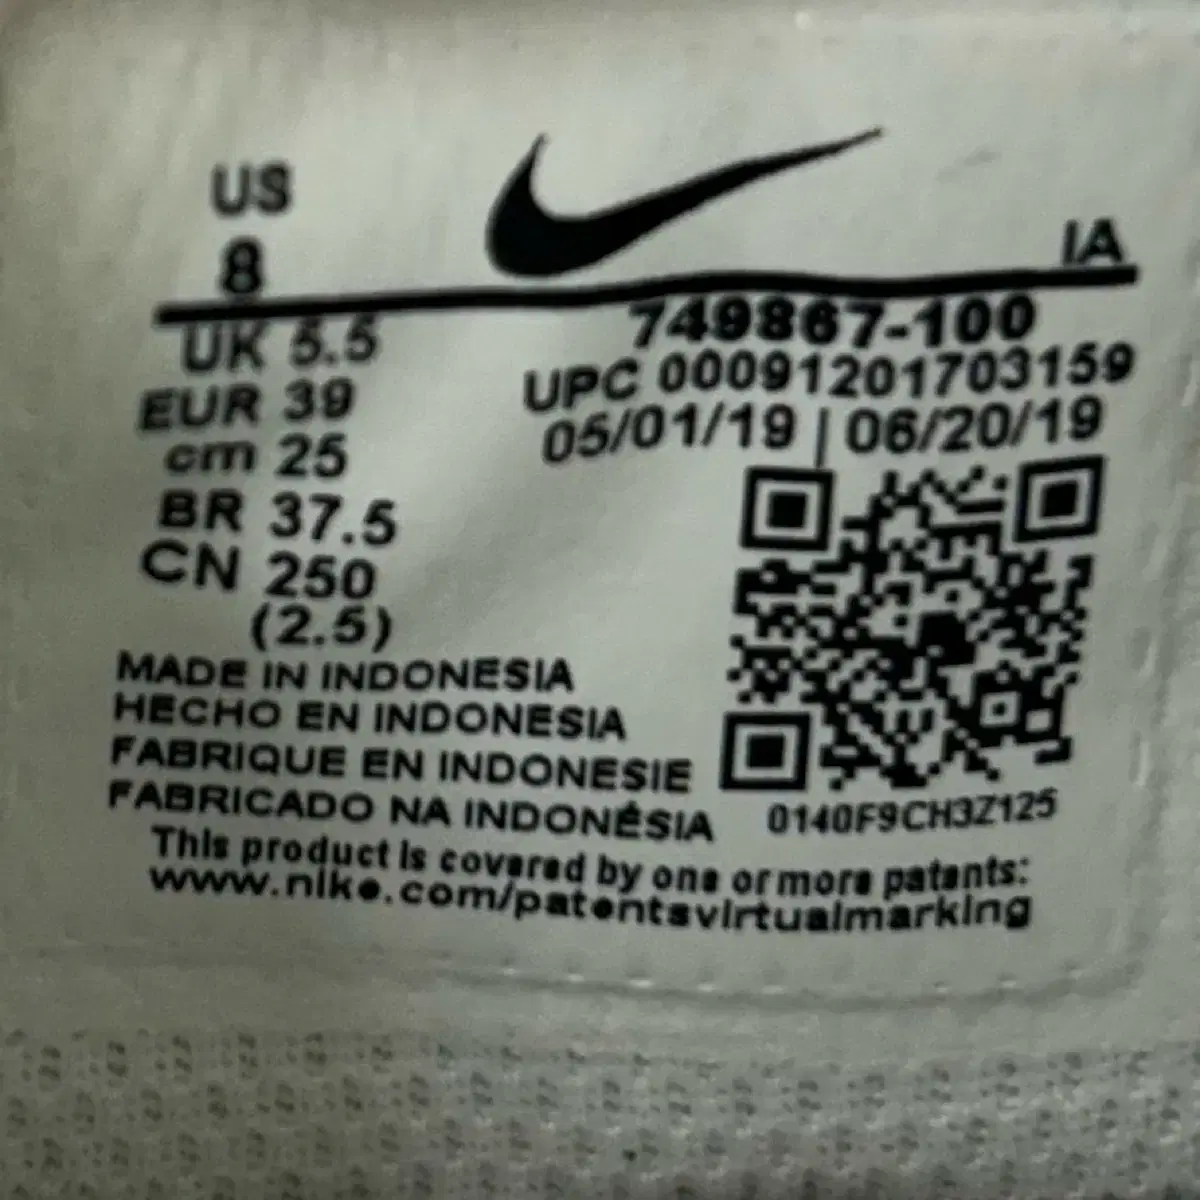 US
8
IA
UK 5.5
EUR 39
cm 25
BR 37.5
CN 250
(2.5)
749867-100
UPC 00091201703159
05/01/19 | 06/20/19
MADE IN INDONESIA
HECHO EN INDONESIA
FABRIQUE EN INDONESIE
FABRICADO NA INDONÉSIA
0140F9CH3Z125
This product is covered by one or more patents:
www.nike.com/patentsvirtualmarking